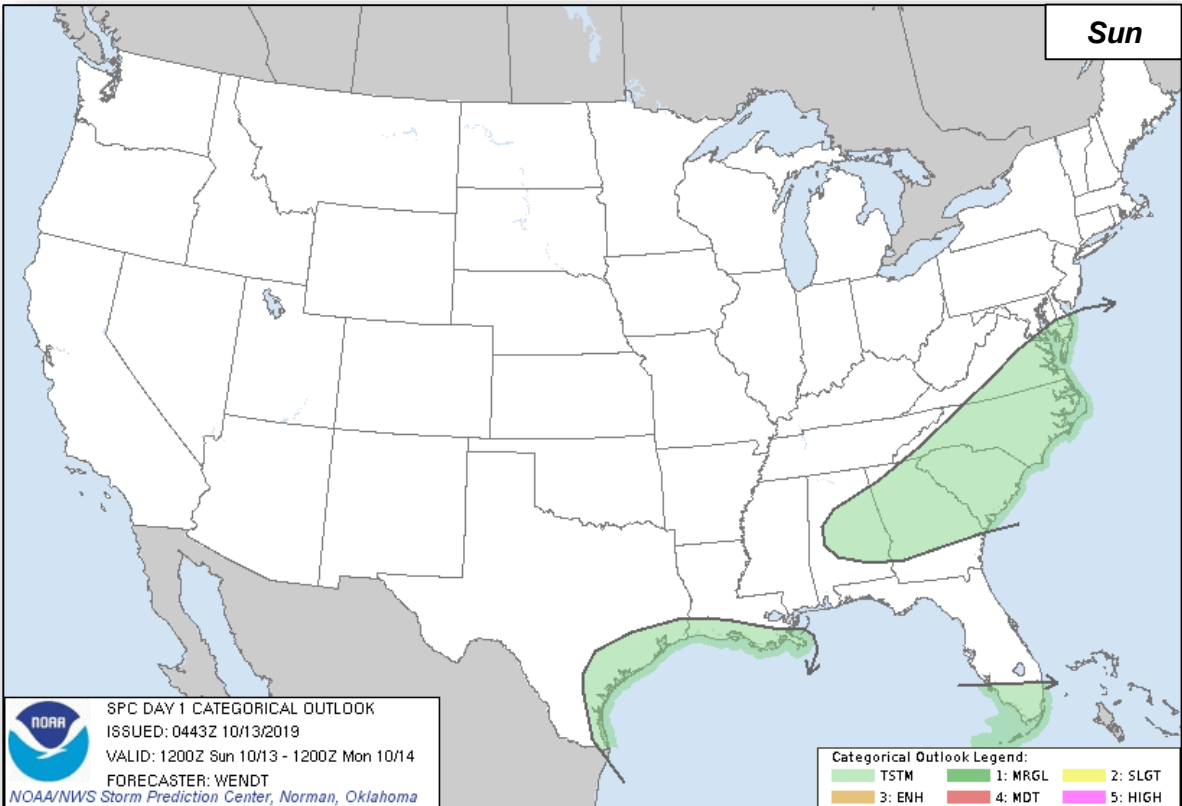 Sun
NOAA
SPC DAY 1 CATEGORICAL OUTLOOK
ISSUED: 0443Z 10/13/2019
VALID: 1200Z Sun 10/13 - 1200Z Mon 10/14
FORECASTER: WENDT
NOAA/NWS Storm Prediction Center, Norman, Oklahoma
Categorical Outlook Legend:
TSTM 1: MRGL 2: SLGT
3: ENH 4: MDT 5: HIGH